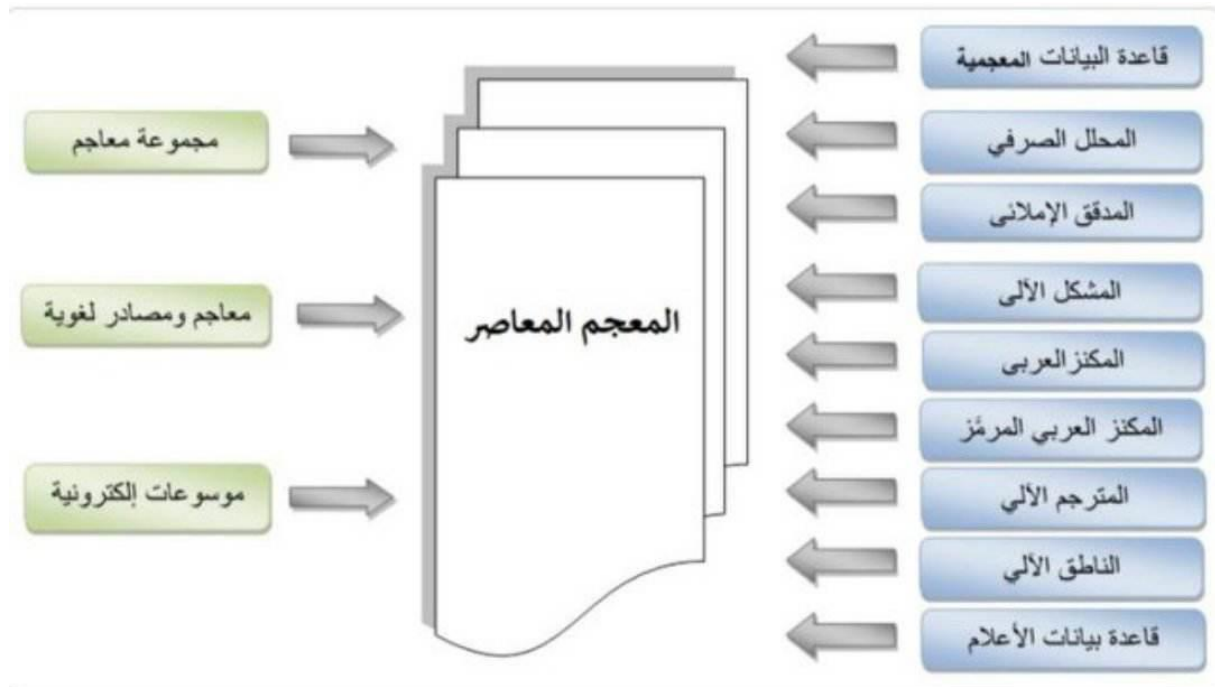 قاعدة البيانات المعجمية
المحلل الصرفي
المدقق الإملائى
المشكل الآلى
المكنز العربى
المكنز العربي المرمَّز
المترجم الآلي
الناطق الآلي
قاعدة بيانات الأعلام
المعجم المعاصر
مجموعة معاجم
معاجم ومصادر لغوية
موسوعات إلكترونية